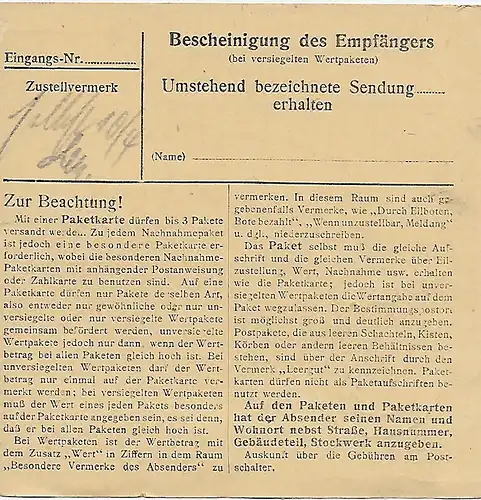 Eingangs-Nr.
Zustellvermerk
Bescheinigung des Empfängers
(bei versiegelten Wertpaketen)
Umstehend bezeichnete Sendung
erhalten
(Name)
Zur Beachtung!
Mit einer Paketkarte dürfen bis 3 Pakete
versandt we.de.. Zu jedem Nachnahmepaket
ist jedoch eine besondere Paketkarte er-
forderlich, wobei die besonderen Nachnahme-
Paketkarten mit anhängender Postanweisung
oder Zahlkarte zu benutzen sind. Auf eine
Paketkarte dürfen nur Pakete de selben Art,
also entweder nur gewöhnliche oder nur un-
versiegelte oder nur versiegelte Wertpakete
gemeinsam befördert werden, unversiegelte
Wertpakete jedoch nur dann, wenn der Wert-
betrag bei allen Paketen gleich hoch ist. Bei
unversiegelten Wertpaketen darf der Wert-
betrag nur einmal auf der Paketkarte ver-
merkt werden; bei versiegelten Wertpaketen
muß der Wert eines jeden Pakets besonders
auf der Paketkarte angegeben sein, es sei denn,
daß er bei allen Paketen gleich hoch ist.
Bei Wertpaketen ist der Wertbetrag mit
dem Zusatz „Wert" in Ziffern in dem Raum
„Besondere Vermerke des Absenders" zu
vermerken. In diesem Raum sind auch ge-
gebenenfalls Vermerke, wie „Durch Eilboten,
Bote bezahlt", „Wenn unzustellbar, Meldung"
u. dgl., niederzuschreiben.
Das Paket selbst muß die gleiche Auf-
schrift und die gleichen Vermerke über Eil-
zustellung, Wert, Nachnahme usw. erhalten
wie die Paketkarte; jedoch ist bei unver-
siegelten Wertpaketen die Wertangabe auf dem
Paket wegzulassen. Der Bestimmungspostort
ist möglichst groß und deutlich anzugeben.
Postpakete, die aus leeren Schachteln, Kisten,
Körben oder andern leeren Behältnissen be-
stehen, sind über der Anschrift durch den
Vermerk „Leergut" zu kennzeichnen. Paket-
karten dürfen nicht als Paketaufschriften be-
nutzt werden.
Auf den Paketen und Paketkarten
hat der Absender seinen Namen und
Wohnort nebst Straße, Hausnummer,
Gebäudeteil, Stockwerk anzugeben.
Auskunft über die Gebühren am Post-
schalter.